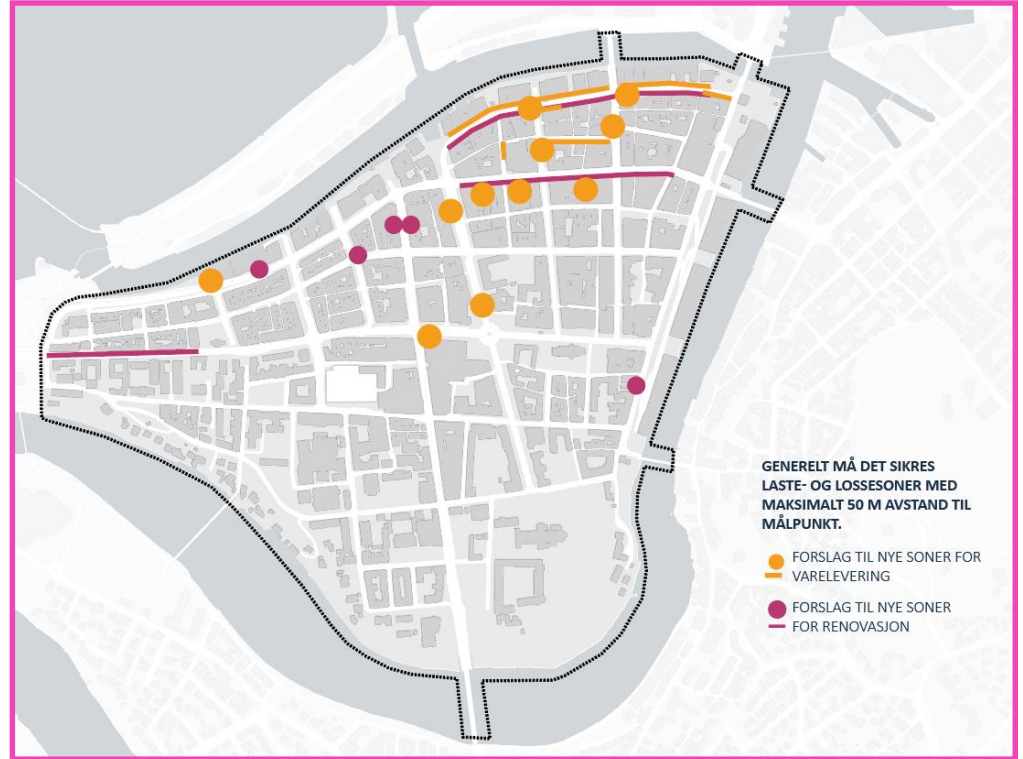 GENERELT MÅ DET SIKRES
LASTE- OG LOSSESONER MED
MAKSIMALT 50 M AVSTAND TIL
MÅLPUNKT.
FORSLAG TIL NYE SONER FOR
VARELEVERING
FORSLAG TIL NYE SONER
FOR RENOVASJON